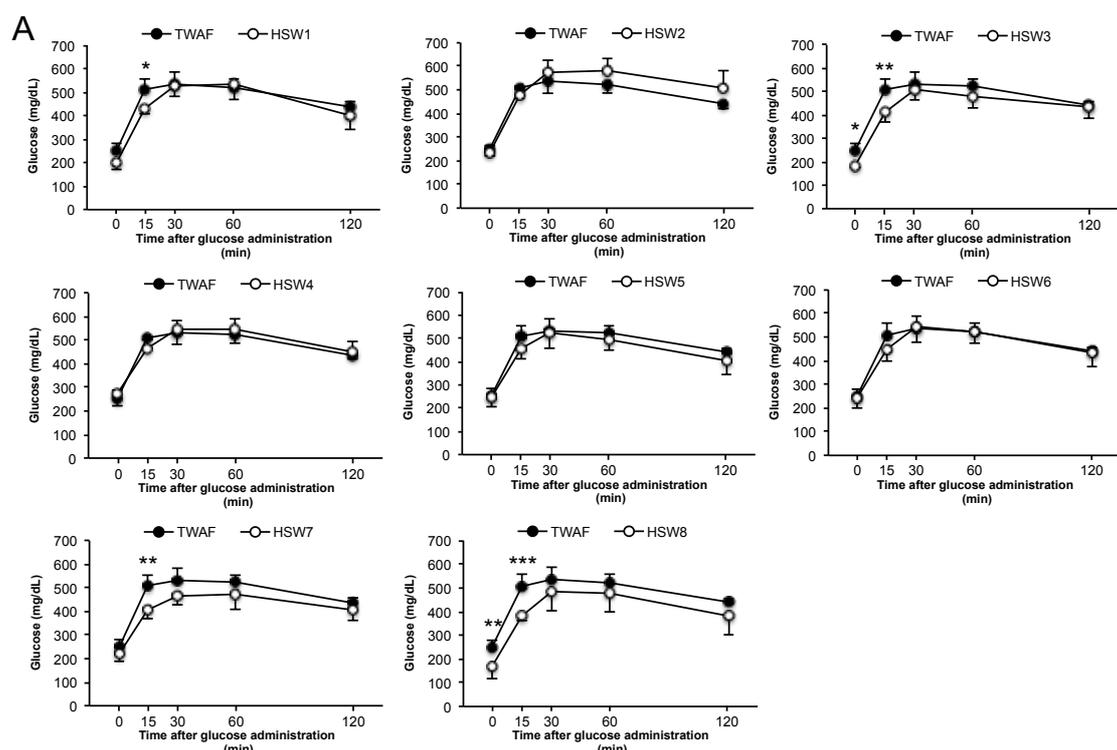 A
TWAF HSW1
700
600
500
400
300
200
100
0
*
Glucose (mg/dL)
0 15 30 60 120
Time after glucose administration
(min)
TWAF HSW2
700
600
500
400
300
200
100
0
Glucose (mg/dL)
0 15 30 60 120
Time after glucose administration
(min)
TWAF HSW3
700
600
500
400
300
200
100
0
*
**
Glucose (mg/dL)
0 15 30 60 120
Time after glucose administration
(min)
TWAF HSW4
700
600
500
400
300
200
100
0
Glucose (mg/dL)
0 15 30 60 120
Time after glucose administration
(min)
TWAF HSW5
700
600
500
400
300
200
100
0
Glucose (mg/dL)
0 15 30 60 120
Time after glucose administration
(min)
TWAF HSW6
700
600
500
400
300
200
100
0
Glucose (mg/dL)
0 15 30 60 120
Time after glucose administration
(min)
TWAF HSW7
700
600
500
400
300
200
100
0
**
Glucose (mg/dL)
0 15 30 60 120
Time after glucose administration
(min)
TWAF HSW8
700
600
500
400
300
200
100
0
**
***
Glucose (mg/dL)
0 15 30 60 120
Time after glucose administration
(min)